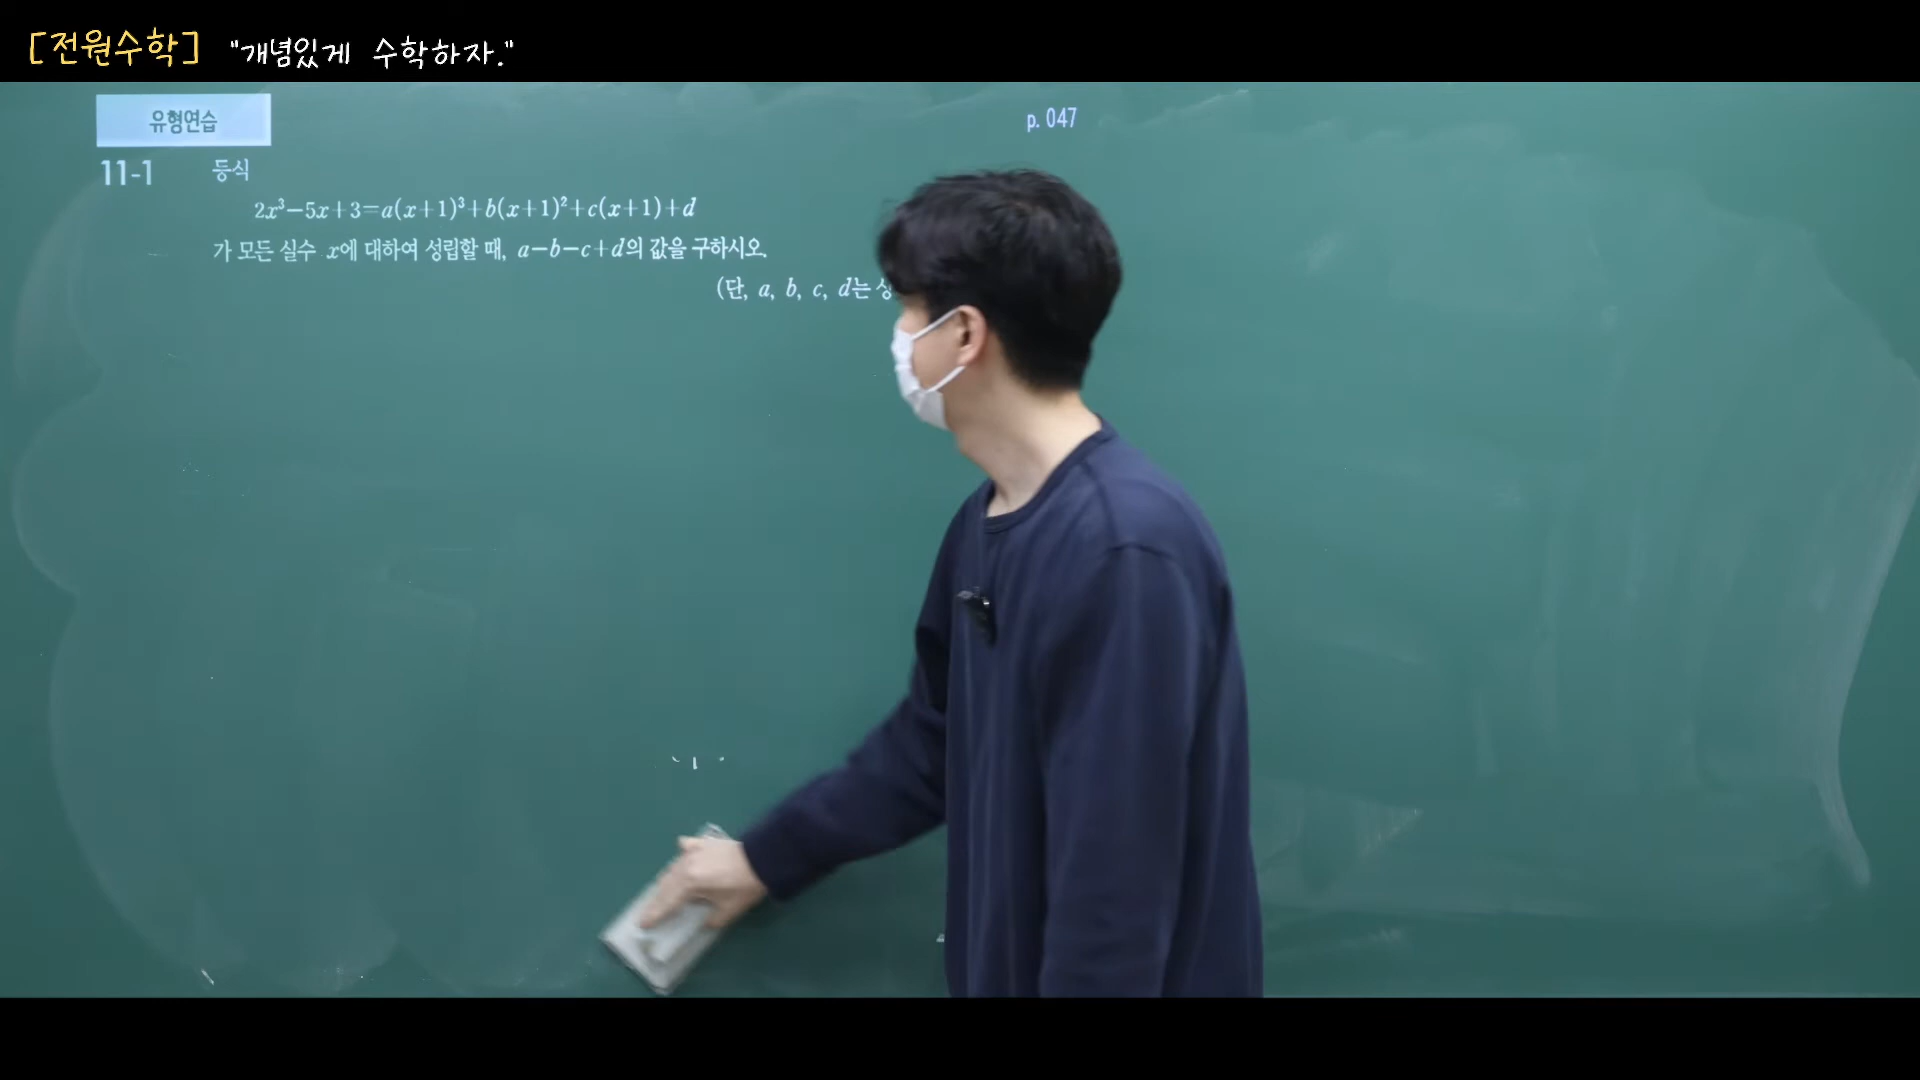 [전원수학] "개념있게 수학하자."
유형연습
p. 047
11-1 등식
2x³-5x+3=a(x+1)³+b(x+1)²+c(x+1)+d
가 모든 실수 x에 대하여 성립할 때, a-b-c+d의 값을 구하시오.
(단, a, b, c, d는